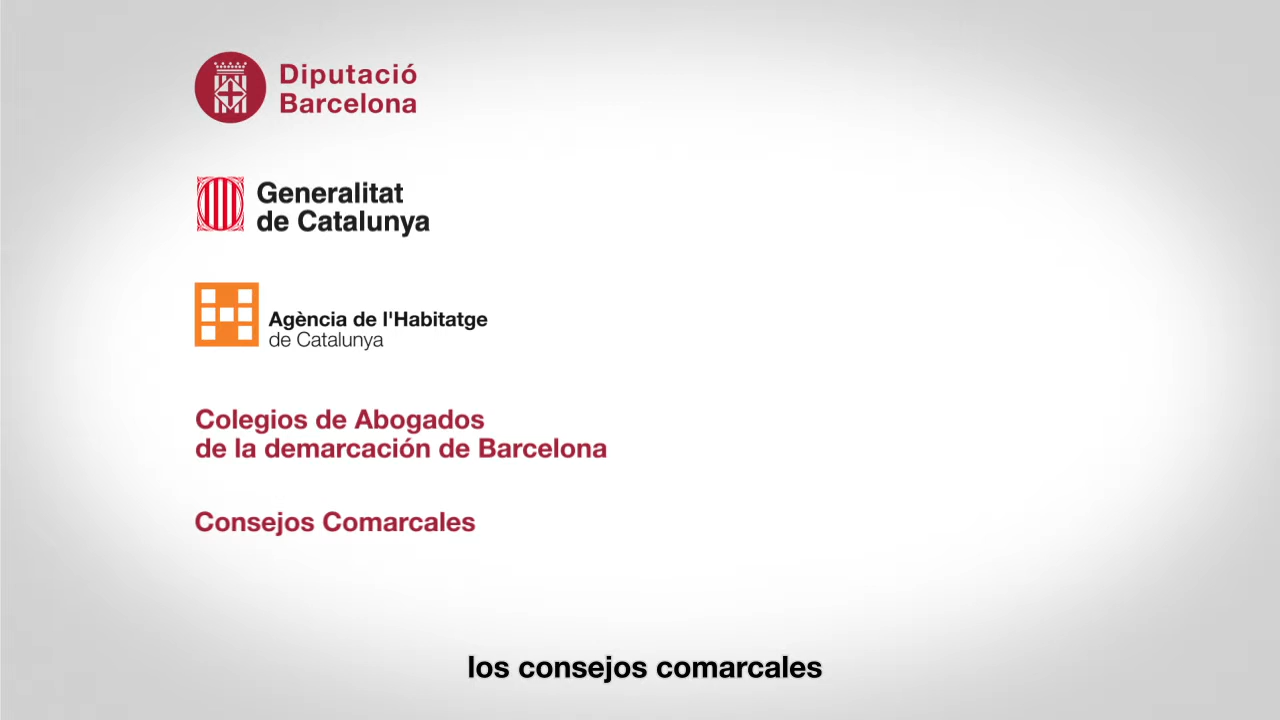 Diputació
Barcelona
Generalitat
de Catalunya
Agència de l'Habitatge
de Catalunya
Colegios de Abogados
de la demarcación de Barcelona
Consejos Comarcales
los consejos comarcales